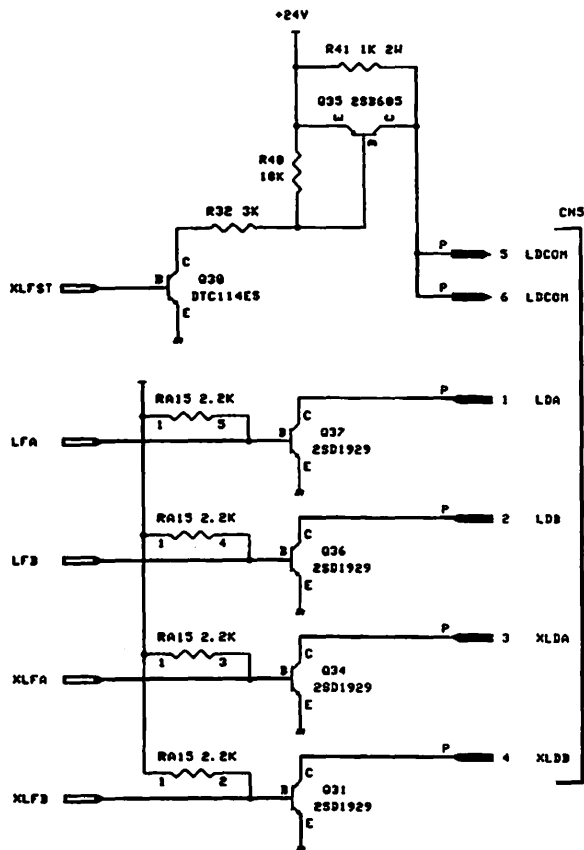 +24V
R41 1K 2W
Q35 2SB605
E C
B
R40
10K
R32 3K
CN5
C
P 5 LDCOM
B Q30
XLFST
DTC114ES
P 6 LDCOM
E
RA15 2.2K
P 1 LDA
1 5
C
LFA
B Q37
2SD1929
E
RA15 2.2K
P 2 LDB
1 4
C
LFB
B Q36
2SD1929
E
RA15 2.2K
P 3 XLDA
1 3
C
XLFA
B Q34
2SD1929
E
RA15 2.2K
P 4 XLDB
1 2
C
XLFB
B Q31
2SD1929
E